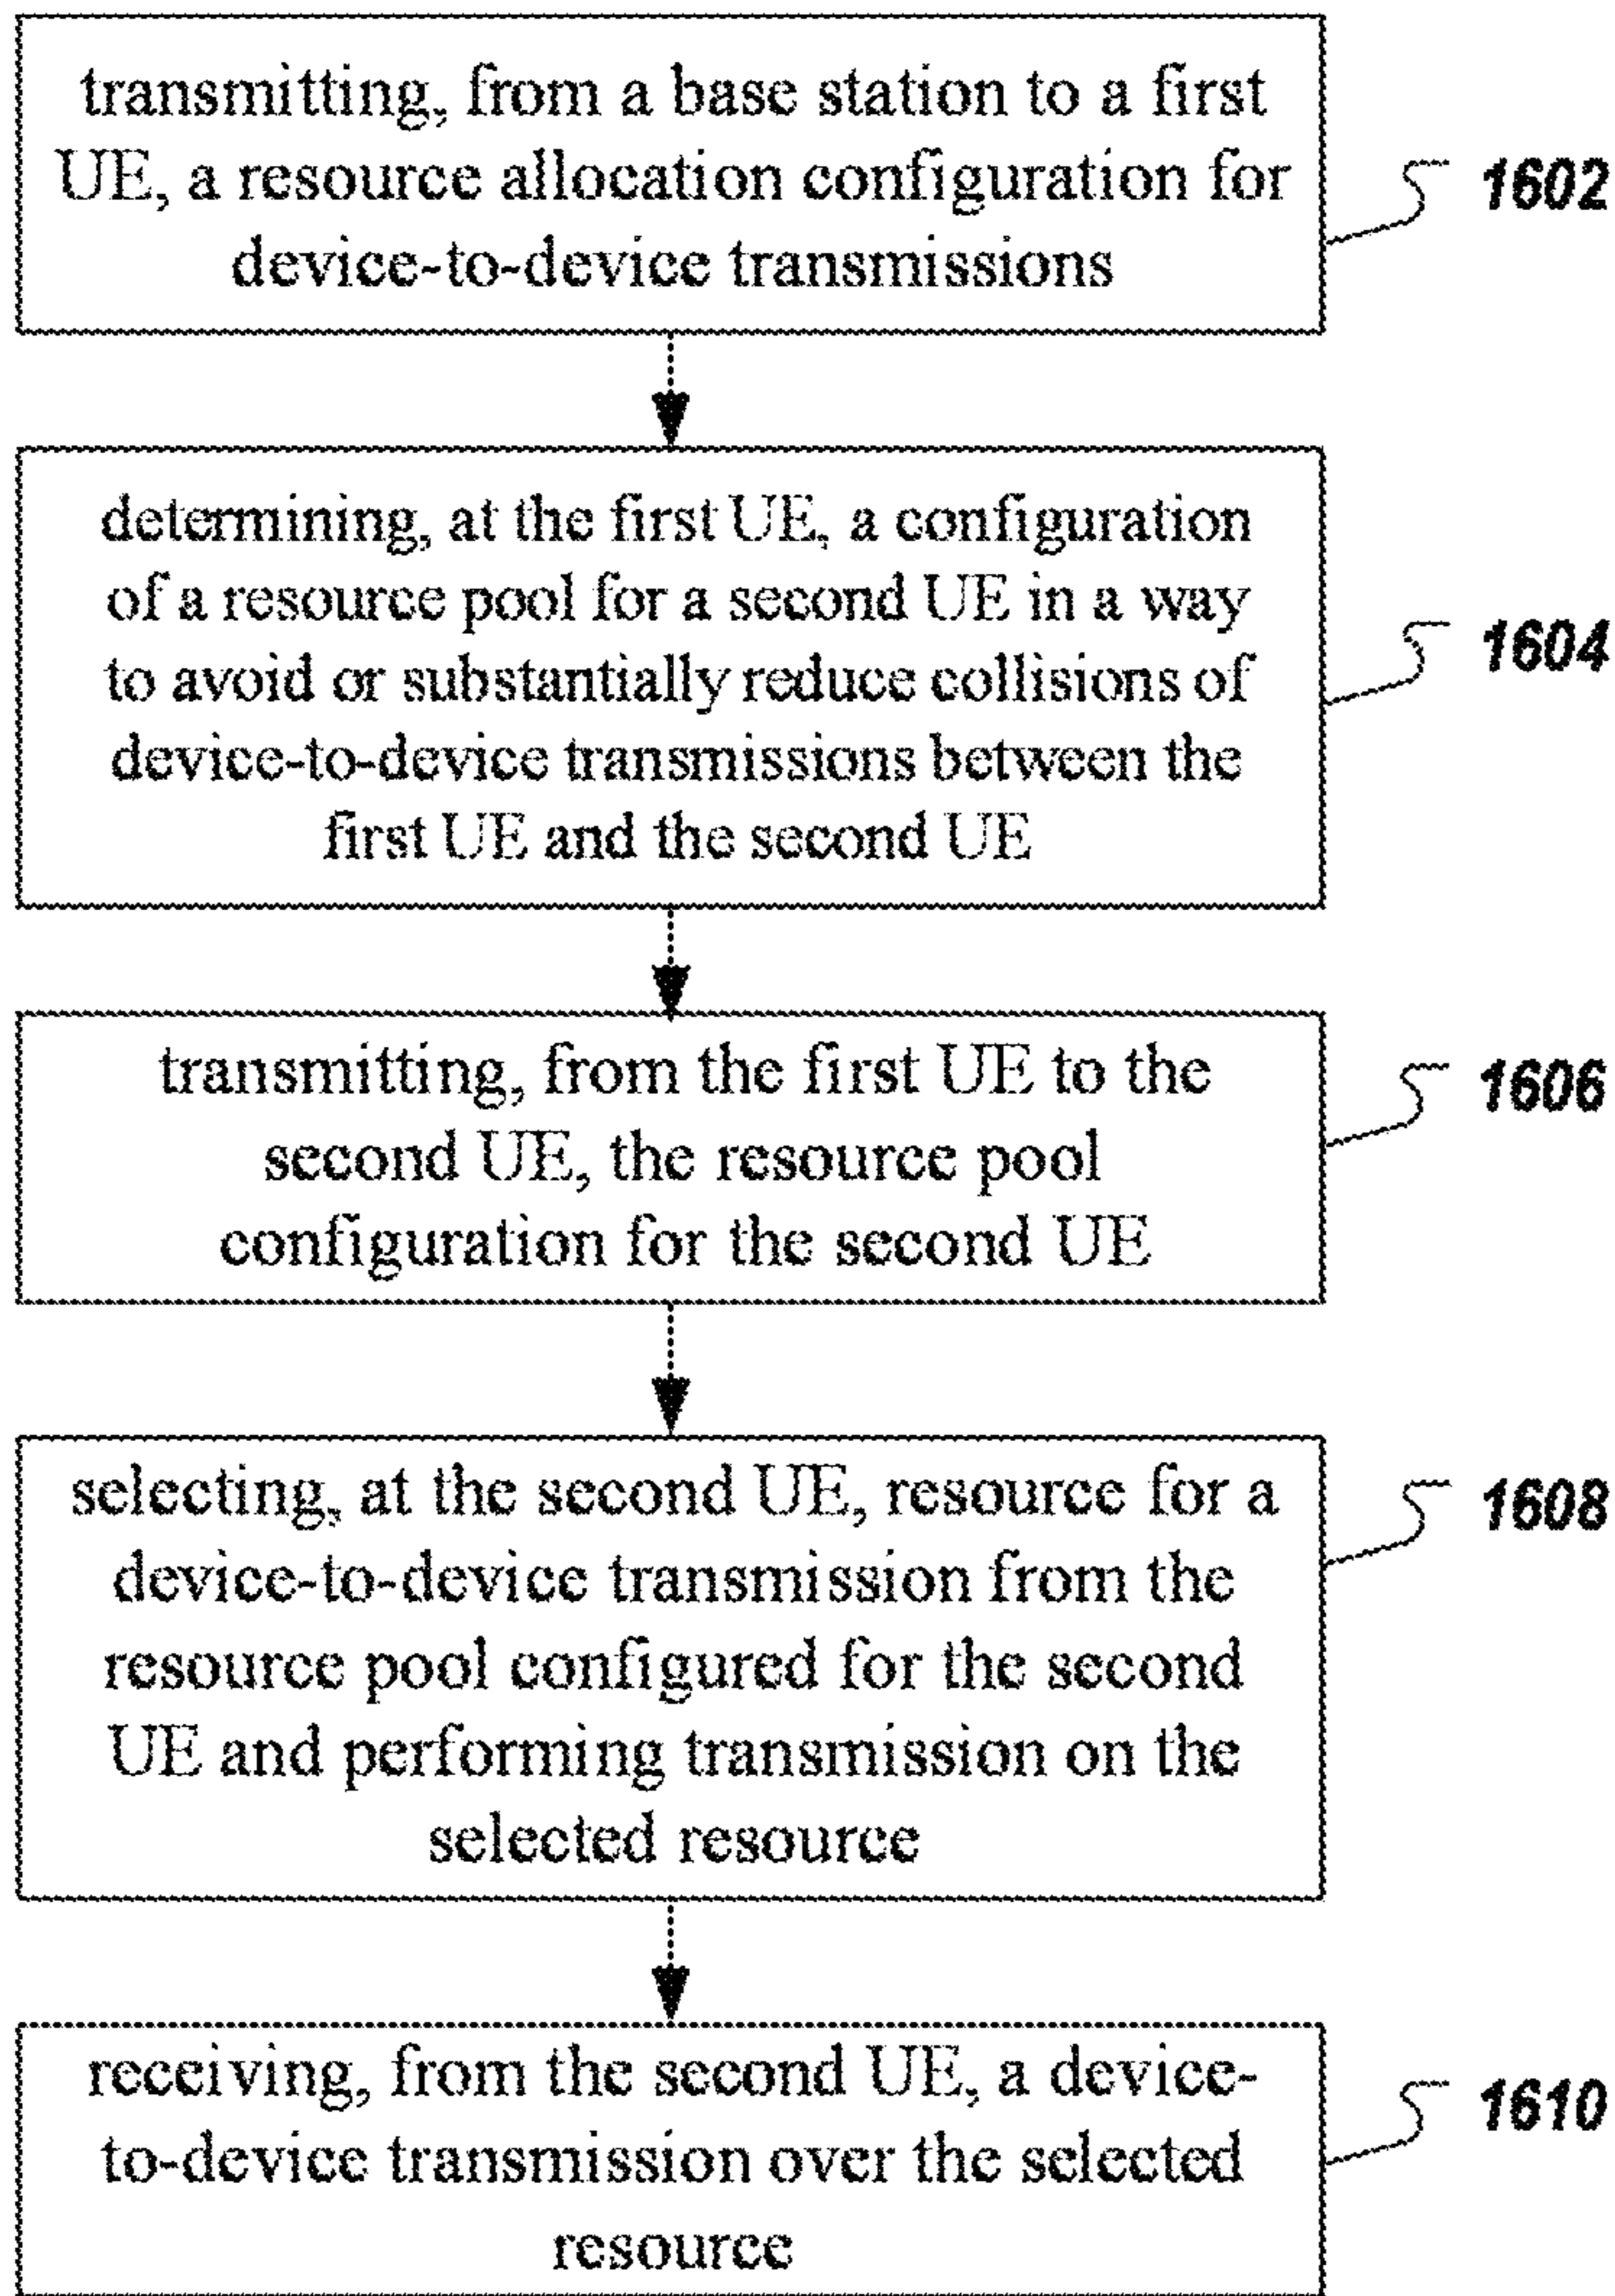 transmitting, from a base station to a first
UE, a resource allocation configuration for
device-to-device transmissions
1602
determining, at the first UE, a configuration
of a resource pool for a second UE in a way
to avoid or substantially reduce collisions of
device-to-device transmissions between the
first UE and the second UE
1604
transmitting, from the first UE to the
second UE, the resource pool
configuration for the second UE
1606
selecting, at the second UE, resource for a
device-to-device transmission from the
resource pool configured for the second
UE and performing transmission on the
selected resource
1608
receiving, from the second UE, a device-
to-device transmission over the selected
resource
1610